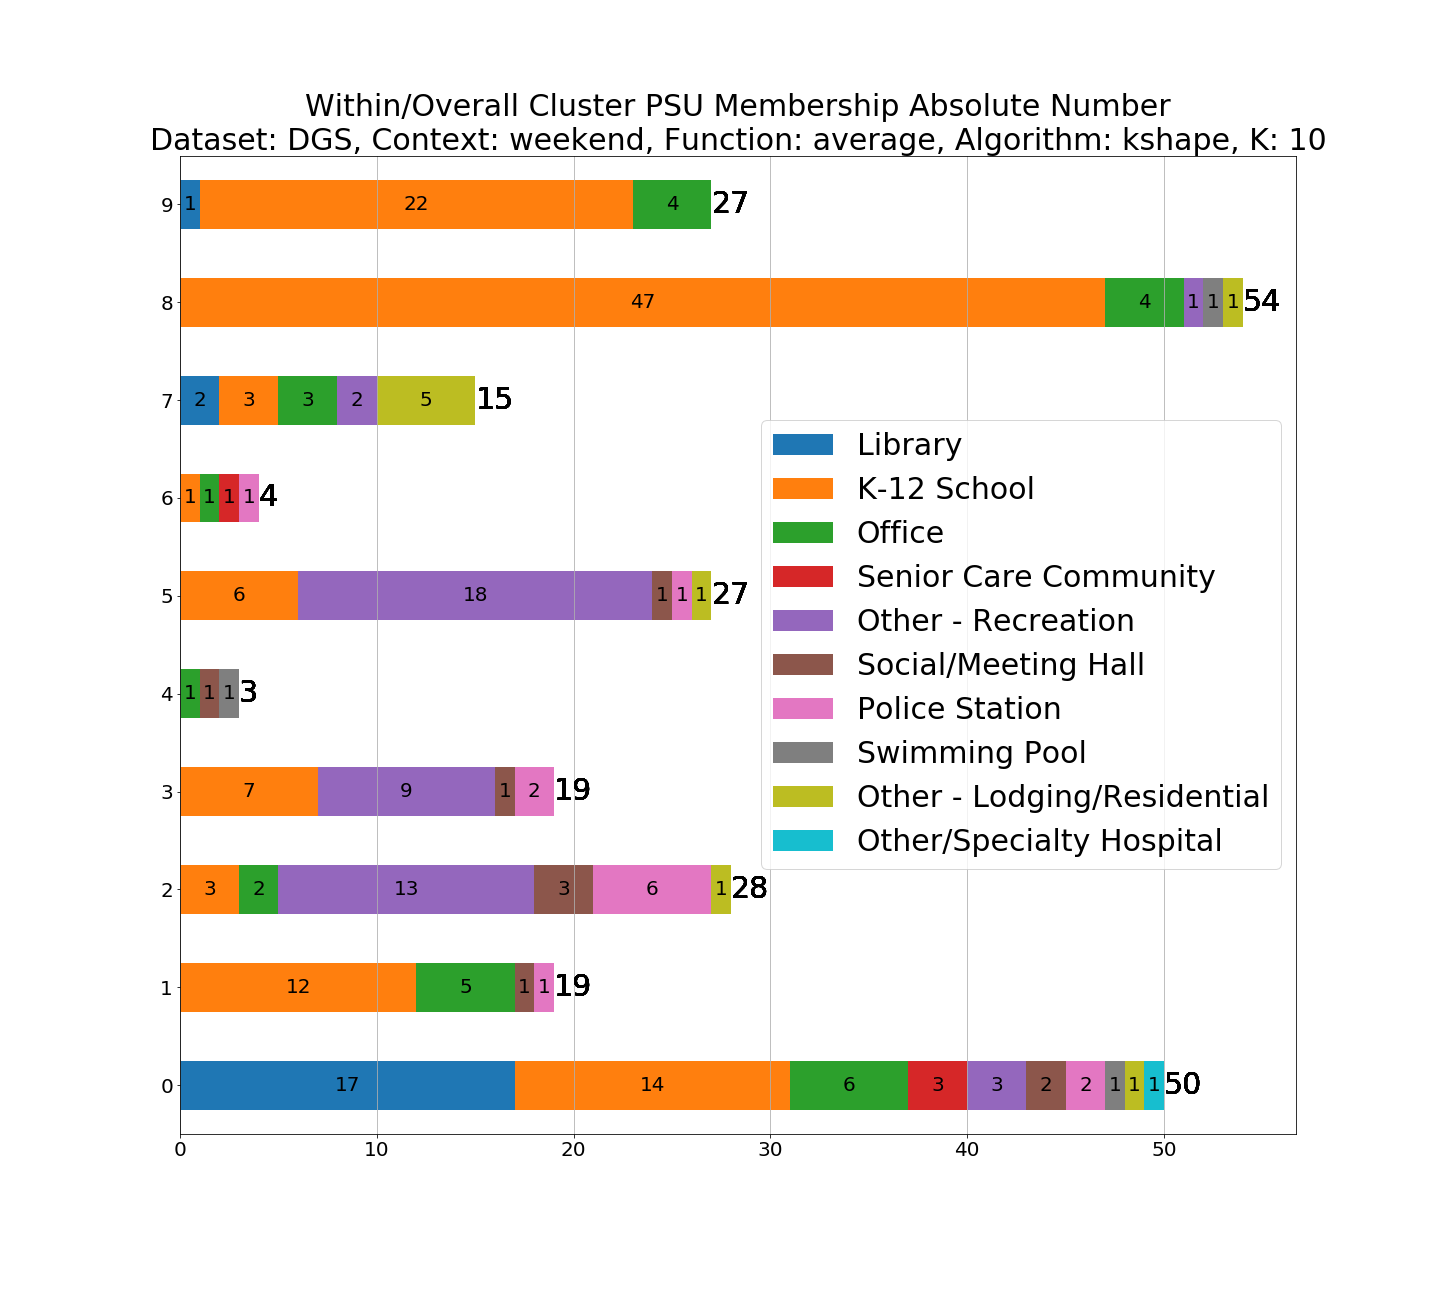 Within/Overall Cluster PSU Membership Absolute Number
Dataset: DGS, Context: weekend, Function: average, Algorithm: kshape, K: 10
9 1 22 4 27
8 47 4 1 1 1 54
7 2 3 3 2 5 15
6 1 1 1 1 4
5 6 18 1 1 1 27
4 1 1 1 3
3 7 9 1 2 19
2 3 2 13 3 6 1 28
1 12 5 1 1 19
0 17 14 6 3 3 2 2 1 1 1 50
0 10 20 30 40 50
Library
K-12 School
Office
Senior Care Community
Other - Recreation
Social/Meeting Hall
Police Station
Swimming Pool
Other - Lodging/Residential
Other/Specialty Hospital